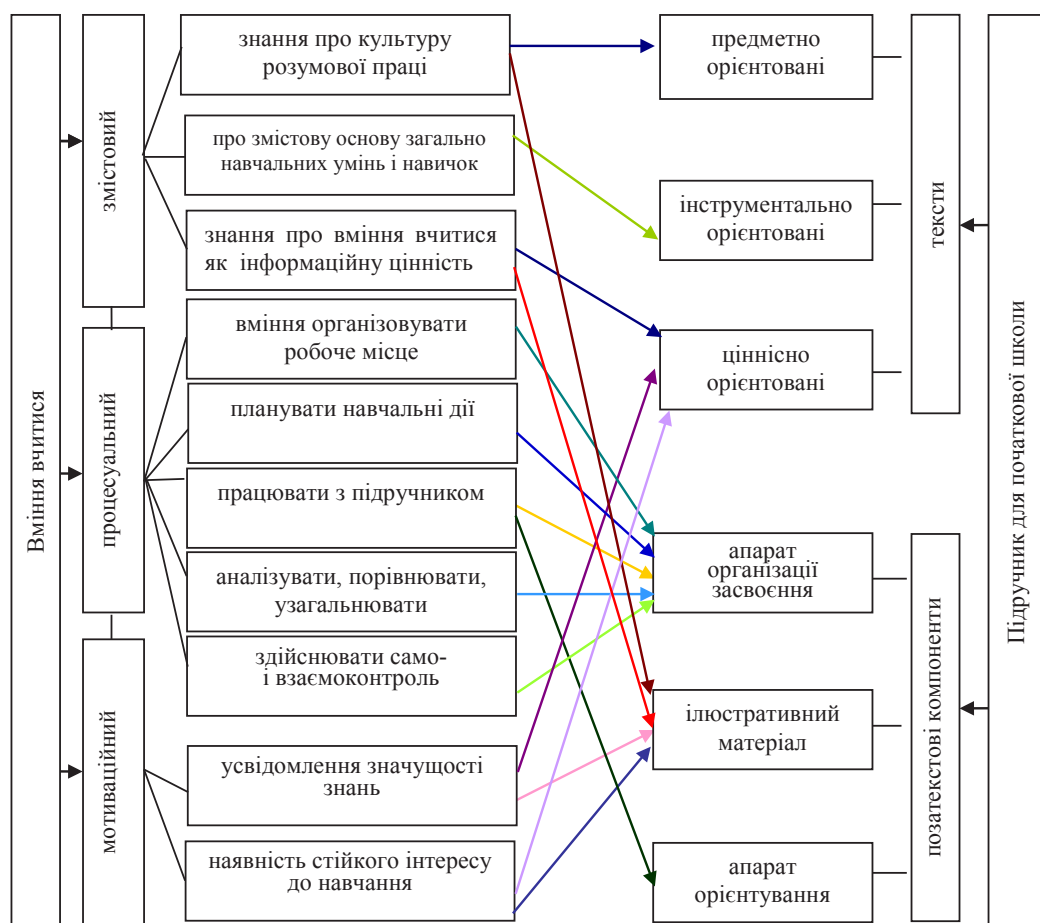 Вміння вчитися
змістовий
процесуальний
мотиваційний
знання про культуру
розумової праці
про змістову основу загально
навчальних умінь і навичок
знання про вміння вчитися
як інформаційну цінність
вміння організовувати
робоче місце
планувати навчальні дії
працювати з підручником
аналізувати, порівнювати,
узагальнювати
здійснювати само-
і взаємоконтроль
усвідомлення значущості
знань
наявність стійкого інтересу
до навчання
предметно
орієнтовані
інструментально
орієнтовані
ціннісно
орієнтовані
апарат
організації
засвоєння
ілюстративний
матеріал
апарат
орієнтування
тексти
позатекстові компоненти
Підручник для початкової школи